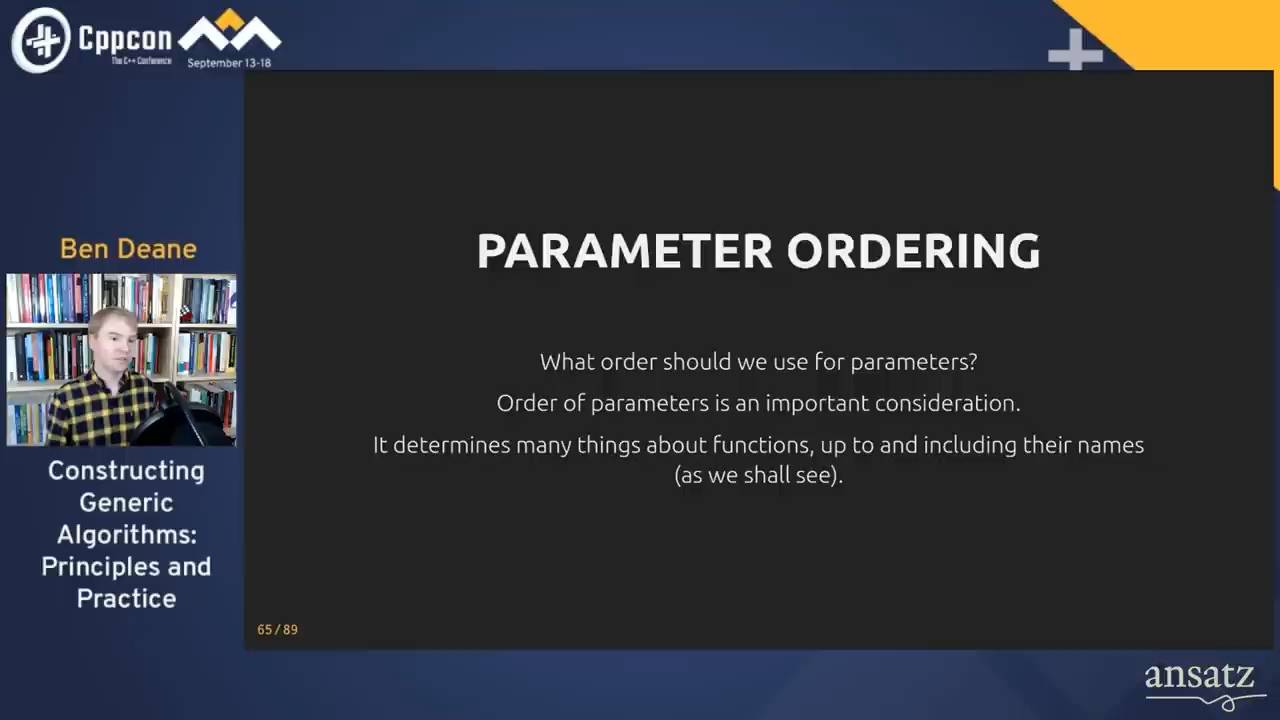 Cppcon
The C++ Conference
September 13-18
Ben Deane
Constructing
Generic
Algorithms:
Principles and
Practice
PARAMETER ORDERING
What order should we use for parameters?
Order of parameters is an important consideration.
It determines many things about functions, up to and including their names
(as we shall see).
65 / 89
ansatz